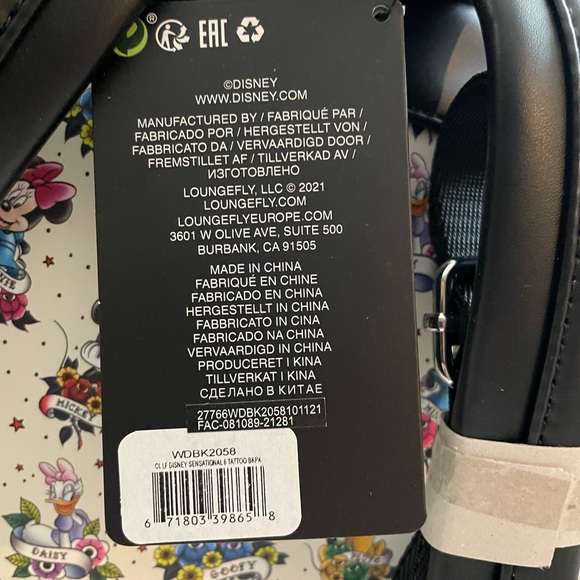 ® EAC
©DISNEY
WWW.DISNEY.COM
MANUFACTURED BY / FABRIQUÉ PAR /
FABRICADO POR / HERGESTELLT VON /
FABBRICATO DA / VERVAARDIGD DOOR /
FREMSTILLET AF / TILLVERKAD AV /
ИЗГОТОВЛЕНО
LOUNGEFLY, LLC © 2021
LOUNGEFLY.COM
LOUNGEFLYEUROPE.COM
3601 W OLIVE AVE, SUITE 500
BURBANK, CA 91505
MADE IN CHINA
FABRIQUÉ EN CHINE
FABRICADO EN CHINA
HERGESTELLT IN CHINA
FABBRICATO IN CINA
FABRICADO NA CHINA
VERVAARDIGD IN CHINA
PRODUCERET I KINA
TILLVERKAT I KINA
СДЕЛАНО В КИТАЕ
27766WDBK2058101121
FAC-081089-21281
WDBK2058
CL LF DISNEY SENSATIONAL 6 TATTOO BKPK
6 71803 39865 8
MICKEY
DAISY
GOOFY